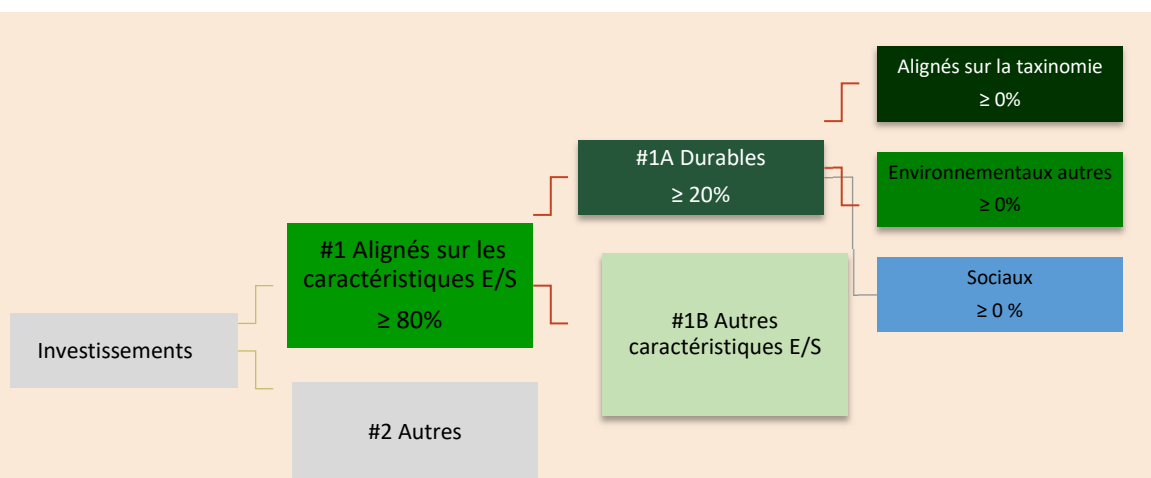 Investissements
#1 Alignés sur les
caractéristiques E/S
≥ 80%
#2 Autres
#1A Durables
≥ 20%
#1B Autres
caractéristiques E/S
Alignés sur la taxinomie
≥ 0%
Environnementaux autres
≥ 0%
Sociaux
≥ 0 %